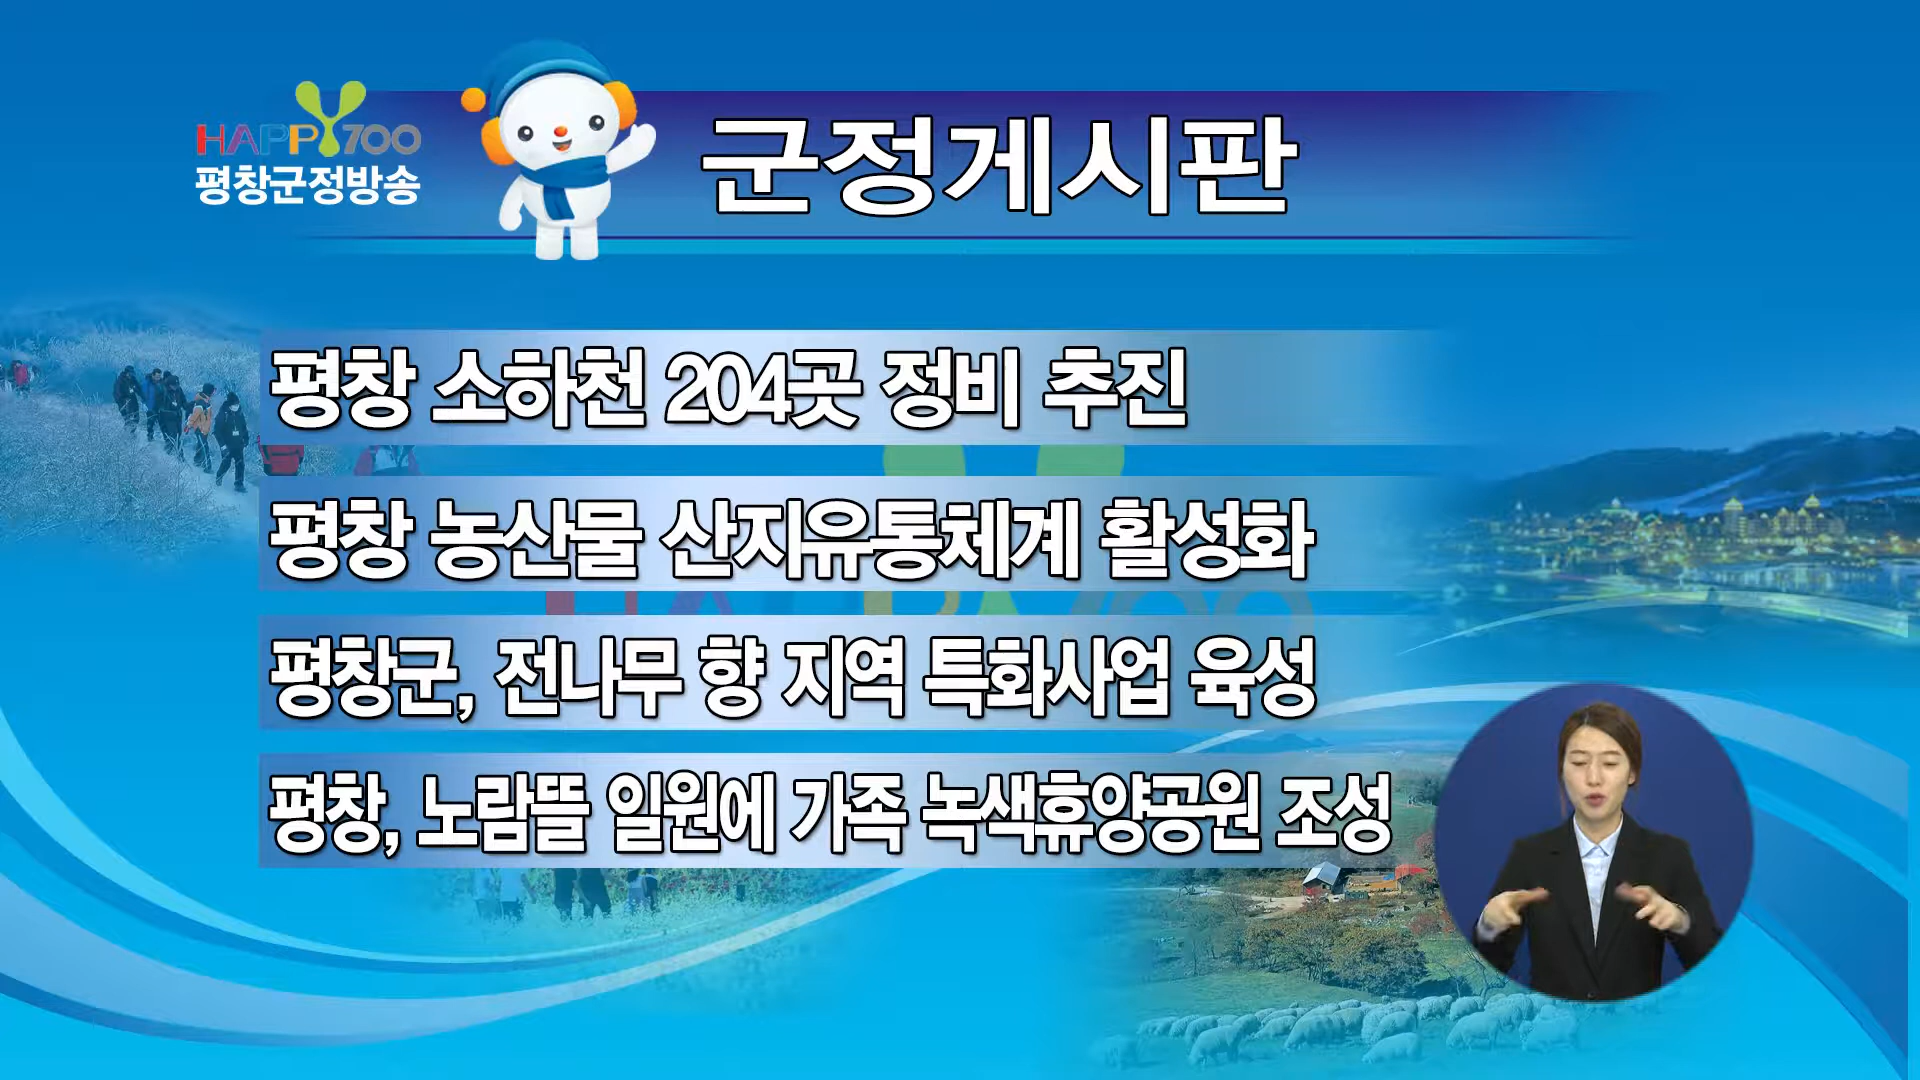 HAPPY700
평창군정방송
군정게시판
평창 소하천 204곳 정비 추진
평창 농산물 산지유통체계 활성화
평창군, 전나무 향 지역 특화사업 육성
평창, 노람뜰 일원에 가족 녹색휴양공원 조성
HAPPY700